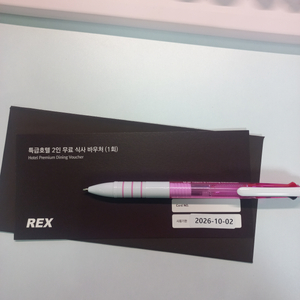 특급호텔 2인 무료 식사 바우처 (1회)
Hotel Premium Dining Voucher
REX
2026-10-02